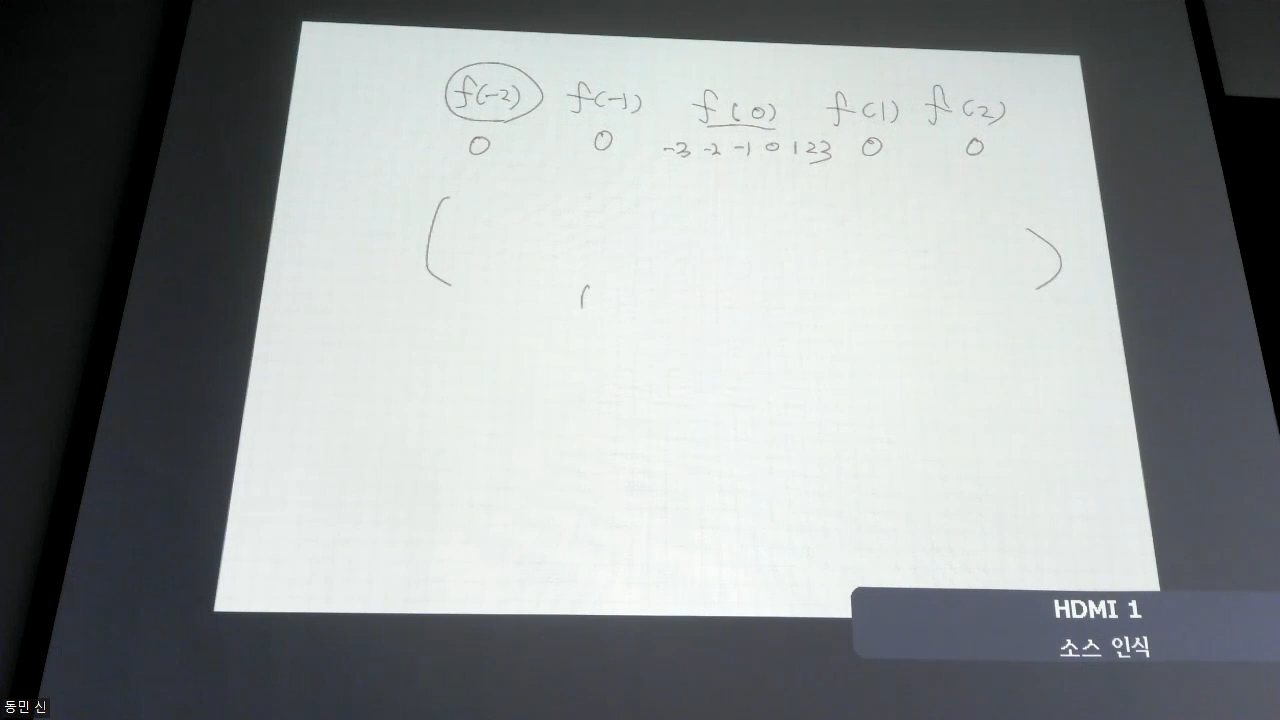 f(-2) f(-1) f(0) f(1) f(2)
0 0 -3 -2 -1 0 1 2 3 0 0
( )
HDMI 1
소스 인식
동민 신